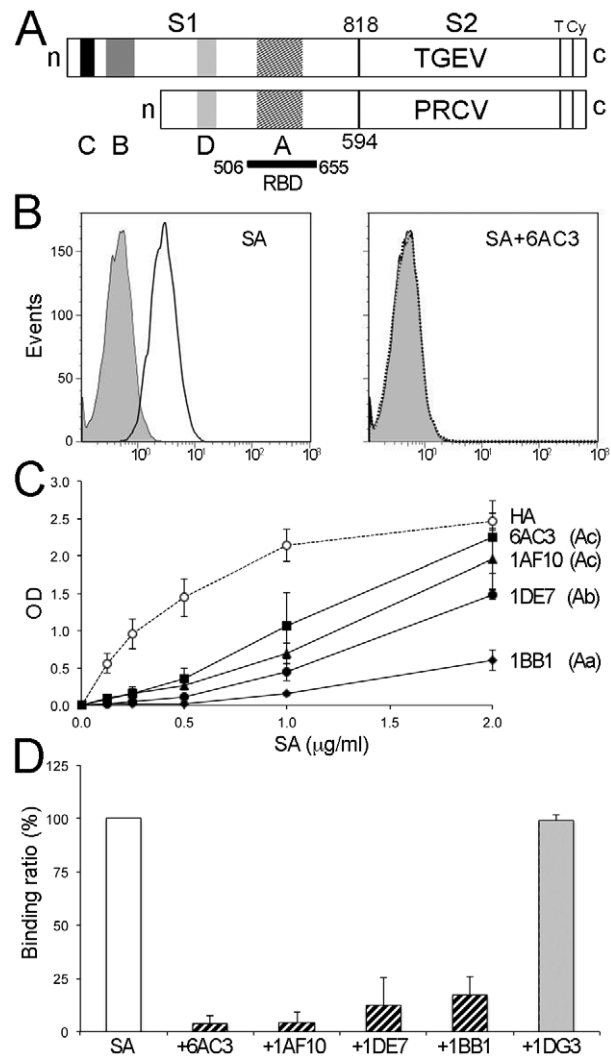 A
S1 818 S2 T Cy
n TGEV c
n PRCV c
C B D A 594
506 655
RBD
B
SA
SA+6AC3
Events
150
100
50
0
10⁰ 10¹ 10² 10³
10⁰ 10¹ 10² 10³
C
3.0
2.5
2.0
1.5
1.0
0.5
0.0
OD
HA
6AC3 (Ac)
1AF10 (Ac)
1DE7 (Ab)
1BB1 (Aa)
0.0 0.5 1.0 1.5 2.0
SA (μg/ml)
D
Binding ratio (%)
125
100
75
50
25
0
SA +6AC3 +1AF10 +1DE7 +1BB1 +1DG3